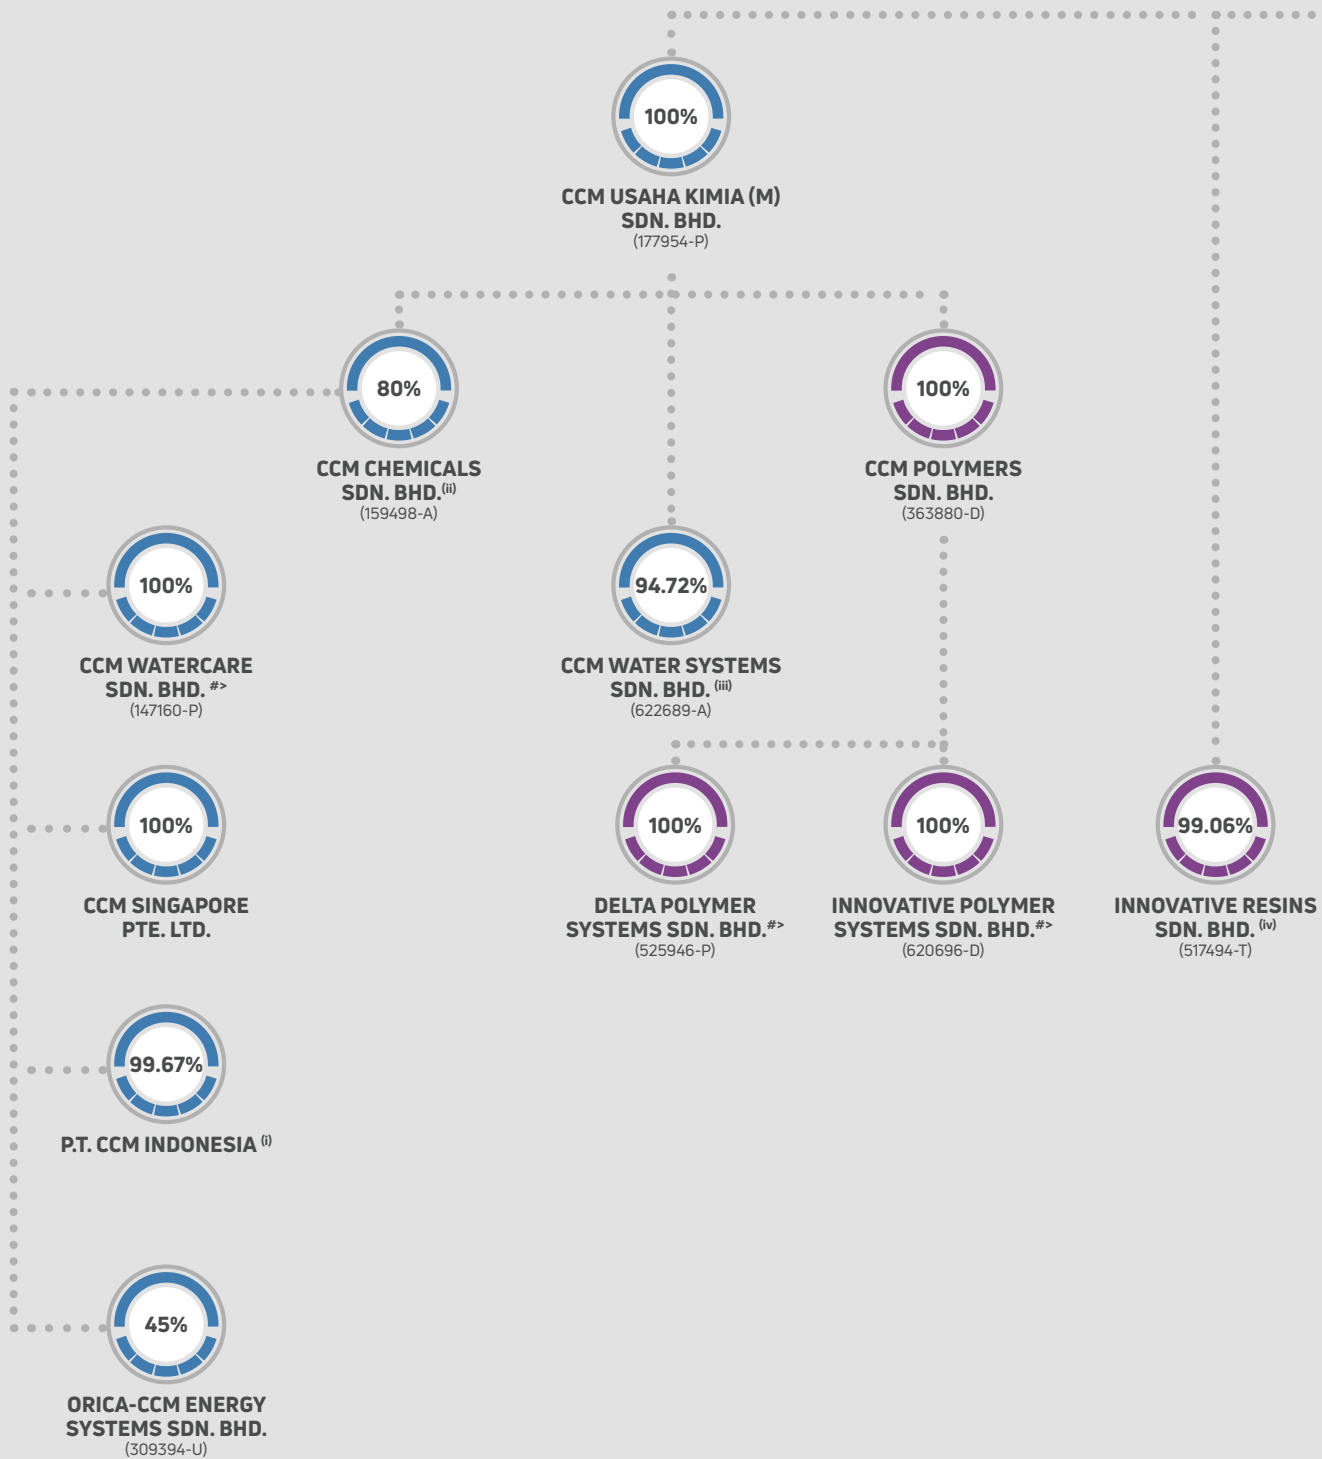 100%
CCM USAHA KIMIA (M)
SDN. BHD.
(177954-P)
80%
CCM CHEMICALS
SDN. BHD.(ii)
(159498-A)
100%
CCM POLYMERS
SDN. BHD.
(363880-D)
100%
CCM WATERCARE
SDN. BHD. #>
(147160-P)
94.72%
CCM WATER SYSTEMS
SDN. BHD. (iii)
(622689-A)
100%
CCM SINGAPORE
PTE. LTD.
100%
DELTA POLYMER
SYSTEMS SDN. BHD.#>
(525946-P)
100%
INNOVATIVE POLYMER
SYSTEMS SDN. BHD.#>
(620696-D)
99.06%
INNOVATIVE RESINS
SDN. BHD. (iv)
(517494-T)
99.67%
P.T. CCM INDONESIA (i)
45%
ORICA-CCM ENERGY
SYSTEMS SDN. BHD.
(309394-U)